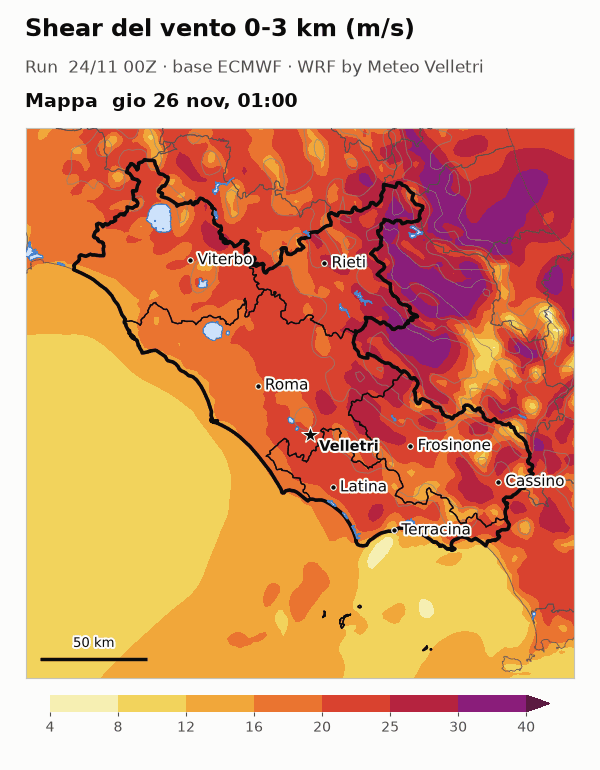 Shear del vento 0-3 km (m/s)
Run  24/11 00Z · base ECMWF · WRF by Meteo Velletri
Mappa  gio 26 nov, 01:00
Viterbo
Rieti
Roma
Velletri
Frosinone
Cassino
Latina
Terracina
50 km
4 8 12 16 20 25 30 40